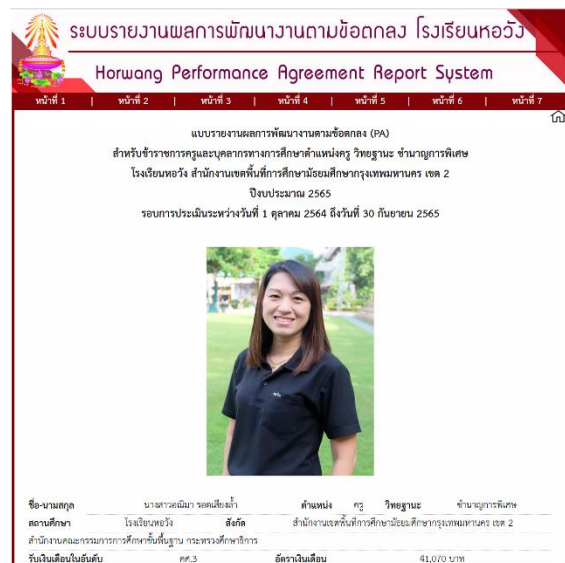 ระบบรายงานผลการพัฒนางานตามข้อตกลง โรงเรียนหอวัง
Horwang Performance Agreement Report System
หน้าที่ 1 | หน้าที่ 2 | หน้าที่ 3 | หน้าที่ 4 | หน้าที่ 5 | หน้าที่ 6 | หน้าที่ 7
แบบรายงานผลการพัฒนางานตามข้อตกลง (PA)
สำหรับข้าราชการครูและบุคลากรทางการศึกษาตำแหน่งครู วิทยฐานะ ชำนาญการพิเศษ
โรงเรียนหอวัง สำนักงานเขตพื้นที่การศึกษามัธยมศึกษากรุงเทพมหานคร เขต 2
ปีงบประมาณ 2565
รอบการประเมินระหว่างวันที่ 1 ตุลาคม 2564 ถึงวันที่ 30 กันยายน 2565
ชื่อ-นามสกุล นางสาวอณิมา รอดเสียงล้ำ ตำแหน่ง ครู วิทยฐานะ ชำนาญการพิเศษ
สถานศึกษา โรงเรียนหอวัง สังกัด สำนักงานเขตพื้นที่การศึกษามัธยมศึกษากรุงเทพมหานคร เขต 2
สำนักงานคณะกรรมการการศึกษาขั้นพื้นฐาน กระทรวงศึกษาธิการ
รับเงินเดือนในอันดับ คศ.3 อัตราเงินเดือน 41,070 บาท